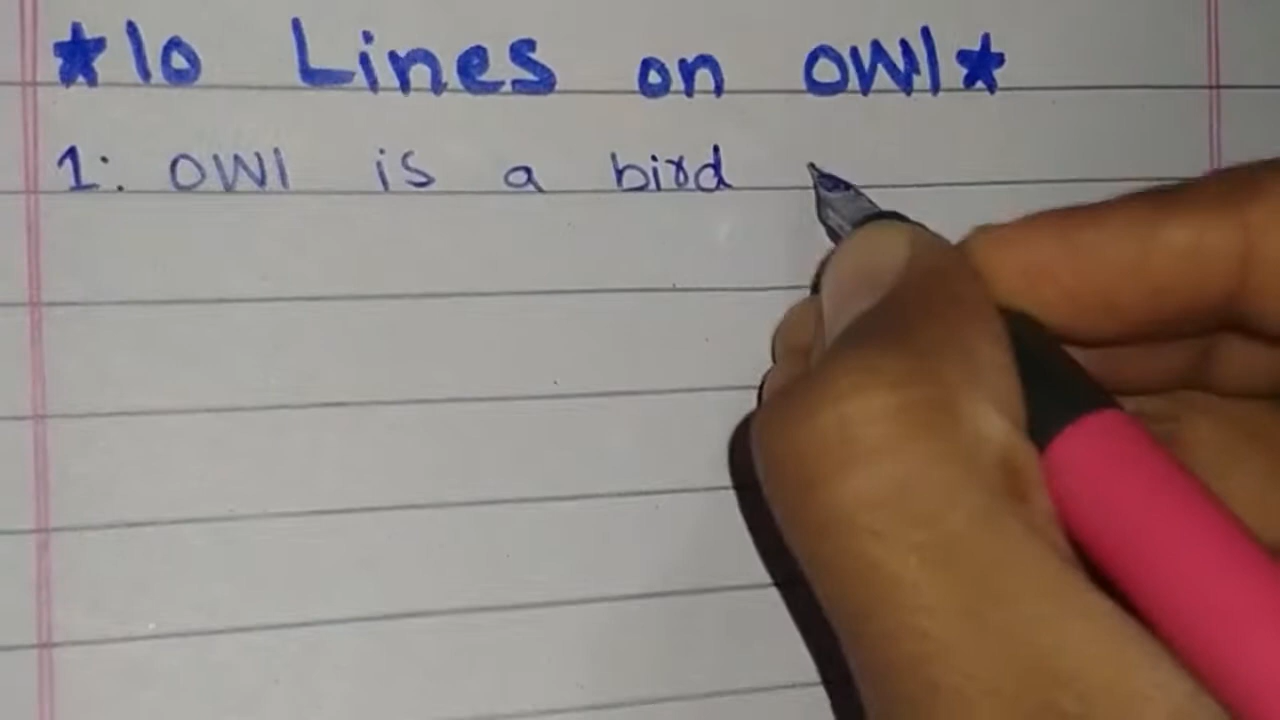 ★10 Lines on OWl★
1: OWl is a bird